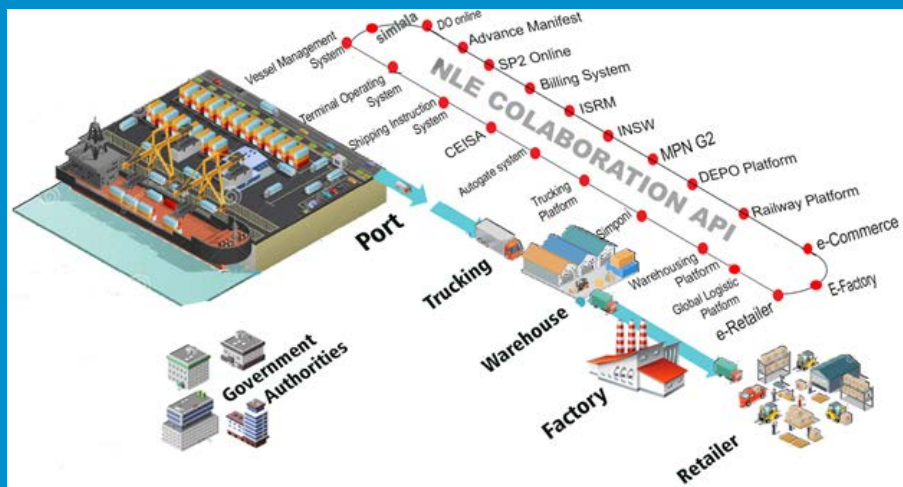 simlala
DO online
Advance Manifest
SP2 Online
Billing System
ISRM
INSW
MPN G2
DEPO Platform
Railway Platform
e-Commerce
E-Factory
NLE COLABORATION API
Vessel Management
System
Terminal Operating
System
Shipping Instruction
System
CEISA
Autogate system
Trucking
Platform
Simponi
Warehousing
Platform
Global Logistic
Platform
e-Retailer
Port
Trucking
Warehouse
Factory
Retailer
Government
Authorities